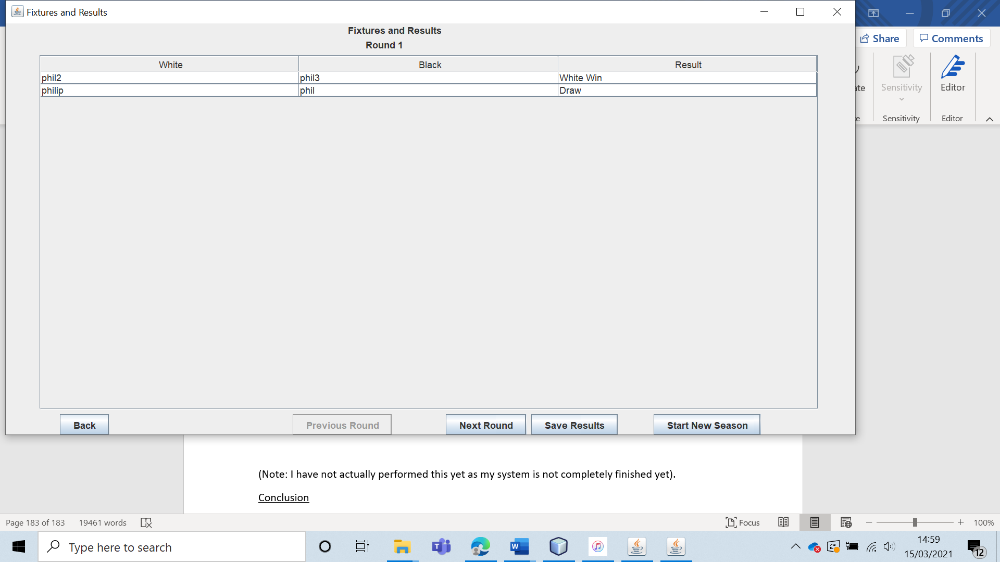 Fixtures and Results
Fixtures and Results
Round 1
White Black Result
phil2 phil3 White Win
philip phil Draw
Back Previous Round Next Round Save Results Start New Season
Share Comments
Sensitivity Editor
Sensitivity Editor
(Note: I have not actually performed this yet as my system is not completely finished yet).
Conclusion
Page 183 of 183 19461 words Focus 100%
Type here to search
14:59
15/03/2021
12